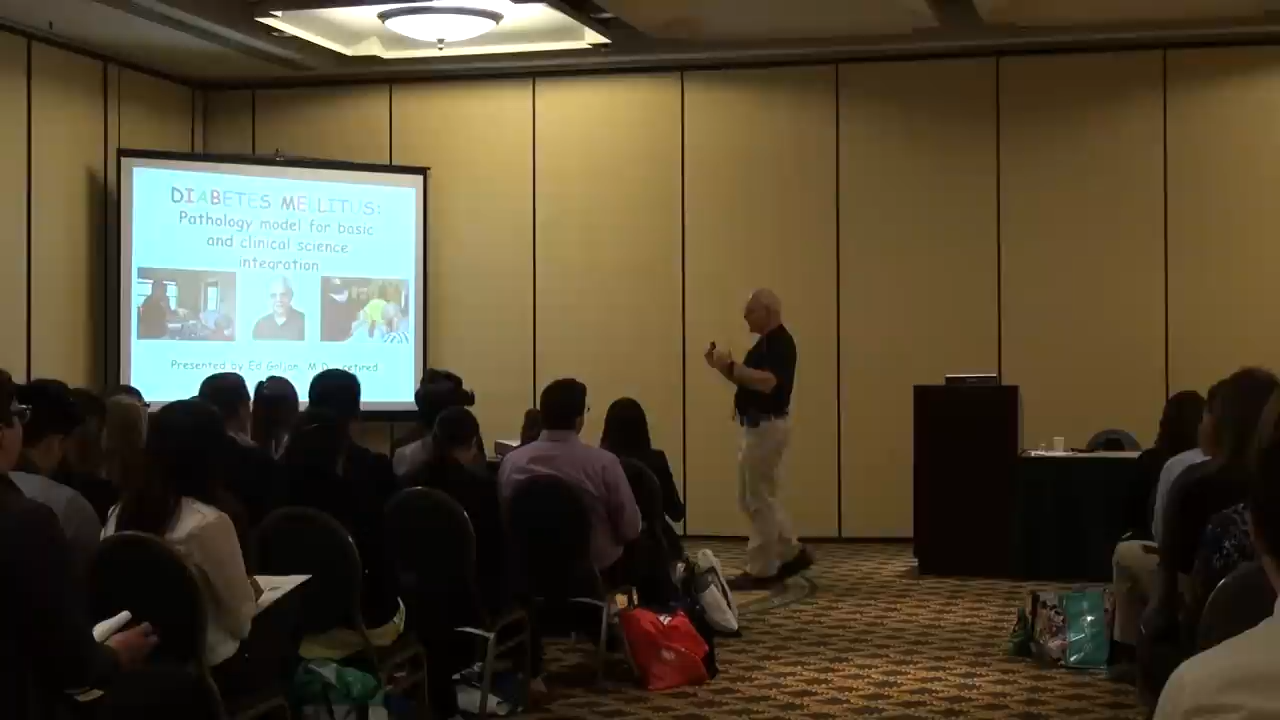 DIABETES MELLITUS:
Pathology model for basic
and clinical science
integration
Presented by Ed Goljan, M.D., retired